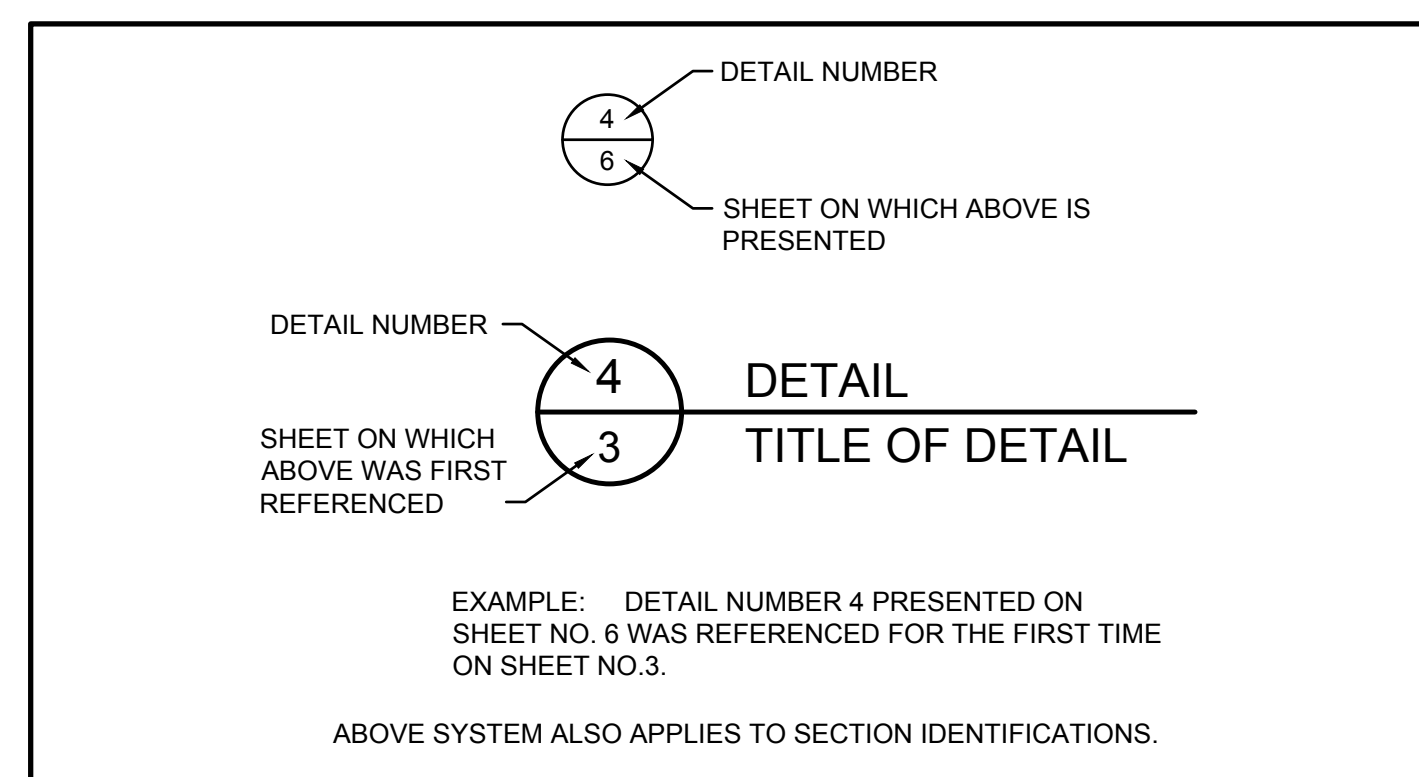 DETAIL NUMBER
4
6
SHEET ON WHICH ABOVE IS
PRESENTED
DETAIL NUMBER
4
DETAIL
SHEET ON WHICH
ABOVE WAS FIRST
REFERENCED
3
TITLE OF DETAIL
EXAMPLE: DETAIL NUMBER 4 PRESENTED ON
SHEET NO. 6 WAS REFERENCED FOR THE FIRST TIME
ON SHEET NO.3.
ABOVE SYSTEM ALSO APPLIES TO SECTION IDENTIFICATIONS.